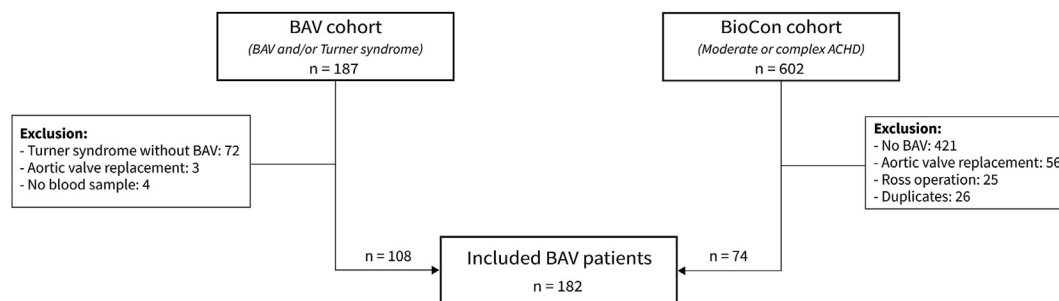 BAV cohort
(BAV and/or Turner syndrome)
n = 187
BioCon cohort
(Moderate or complex ACHD)
n = 602
Exclusion:
- Turner syndrome without BAV: 72
- Aortic valve replacement: 3
- No blood sample: 4
Exclusion:
- No BAV: 421
- Aortic valve replacement: 56
- Ross operation: 25
- Duplicates: 26
n = 108
Included BAV patients
n = 182
n = 74